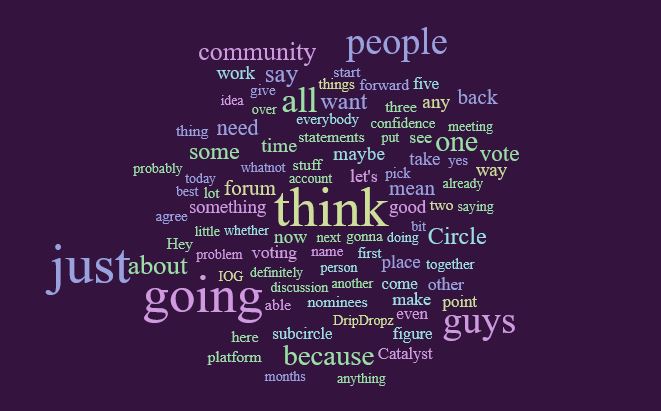 people
community
work say things start forward five
idea give all want any back
over three
everybody confidence meeting
thing need statements put see one
some time maybe take yes vote
probably whatnot stuff let's pick way
today account mean already
best lot forum think good two saying
agree something
little whether bit
Hey now next gonna doing Circle
just about problem voting name first place together
IOG definitely person come other
going discussion another
able nominees make point
DripDropz even guys
here subcircle figure
platform because Catalyst
months anything